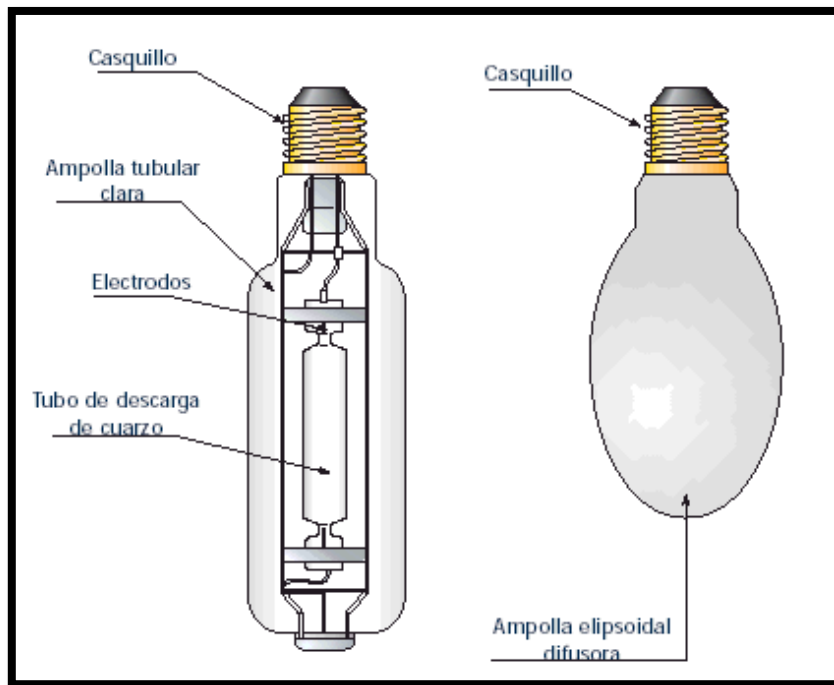 Casquillo
Ampolla tubular
clara
Electrodos
Tubo de descarga
de cuarzo
Casquillo
Ampolla elipsoidal
difusora